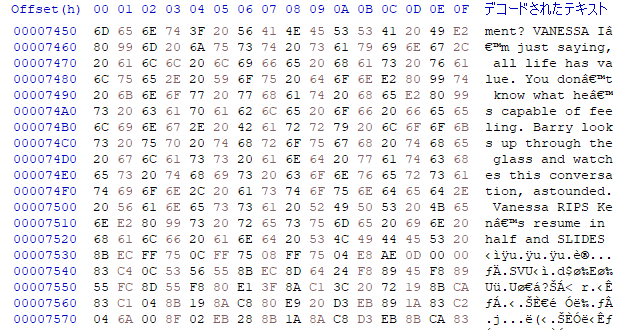 Offset(h) 00 01 02 03 04 05 06 07 08 09 0A 0B 0C 0D 0E 0F デコードされたテキスト
00007450 6D 65 6E 74 3F 20 56 41 4E 45 53 53 41 20 49 E2 ment? VANESSA Iâ
00007460 80 99 6D 20 6A 75 73 74 20 73 61 79 69 6E 67 2C €™m just saying,
00007470 20 61 6C 6C 20 6C 69 66 65 20 68 61 73 20 76 61 all life has va
00007480 6C 75 65 2E 20 59 6F 75 20 64 6F 6E E2 80 99 74 lue. You donâ€™t
00007490 20 6B 6E 6F 77 20 77 68 61 74 20 68 65 E2 80 99 know what heâ€™
000074A0 73 20 63 61 70 61 62 6C 65 20 6F 66 20 66 65 65 s capable of fee
000074B0 6C 69 6E 67 2E 20 42 61 72 72 79 20 6C 6F 6F 6B ling. Barry look
000074C0 73 20 75 70 20 74 68 72 6F 75 67 68 20 74 68 65 s up through the
000074D0 20 67 6C 61 73 73 20 61 6E 64 20 77 61 74 63 68 glass and watch
000074E0 65 73 20 74 68 69 73 20 63 6F 6E 76 65 72 73 61 es this conversa
000074F0 74 69 6F 6E 2C 20 61 73 74 6F 75 6E 64 65 64 2E tion, astounded.
00007500 20 56 61 6E 65 73 73 61 20 52 49 50 53 20 4B 65 Vanessa RIPS Ke
00007510 6E E2 80 99 73 20 72 65 73 75 6D 65 20 69 6E 20 nâ€™s resume in
00007520 68 61 6C 66 20 61 6E 64 20 53 4C 49 44 45 53 20 half and SLIDES
00007530 8B EC FF 75 0C FF 75 08 FF 75 04 E8 AE 0D 00 00 ‹ìÿu.ÿu.ÿu.è®...
00007540 83 C4 0C 53 56 55 8B EC 8D 64 24 F8 89 45 F8 89 ƒÄ.SVU‹ì.d$ø‰Eø‰
00007550 55 FC 8D 55 F8 80 E1 3F 8A C1 3C 20 72 19 8B CA Uü.Uø€á?ŠÁ< r.‹Ê
00007560 83 C1 04 8B 19 8A C8 80 E9 20 D3 EB 89 1A 83 C2 ƒÁ.‹.ŠÈ€é Óë‰.ƒÂ
00007570 04 6A 00 8F 02 EB 28 8B 1A 8A C8 D3 EB 8B CA 83 .j...ë(‹.ŠÈÓë‹Êƒ